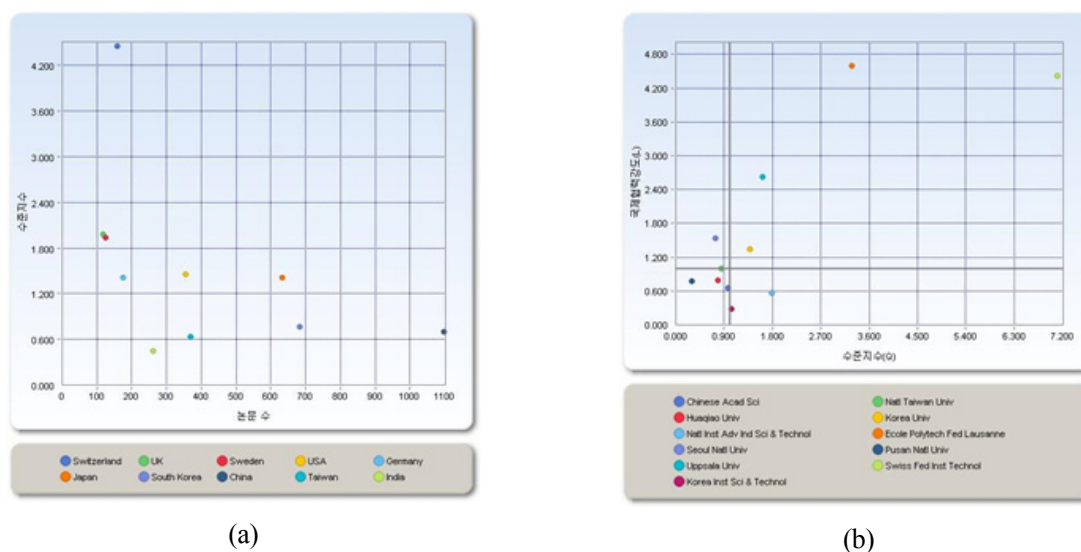 4.200
3.600
3.000
수준지수
2.400
1.800
1.200
0.600
0.000
0 100 200 300 400 500 600 700 800 900 1000 1100
논문 수
Switzerland UK Sweden USA Germany
Japan South Korea China Taiwan India
(a)
4.800
4.200
3.600
3.000
국제협력강도(L)
2.400
1.800
1.200
0.600
0.000
0.000 0.900 1.800 2.700 3.600 4.500 5.400 6.300 7.200
수준지수(Q)
Chinese Acad Sci Natl Taiwan Univ
Huaqiao Univ Korea Univ
Natl Inst Adv Ind Sci & Technol Ecole Polytech Fed Lausanne
Seoul Natl Univ Pusan Natl Univ
Uppsala Univ Swiss Fed Inst Technol
Korea Inst Sci & Technol
(b)